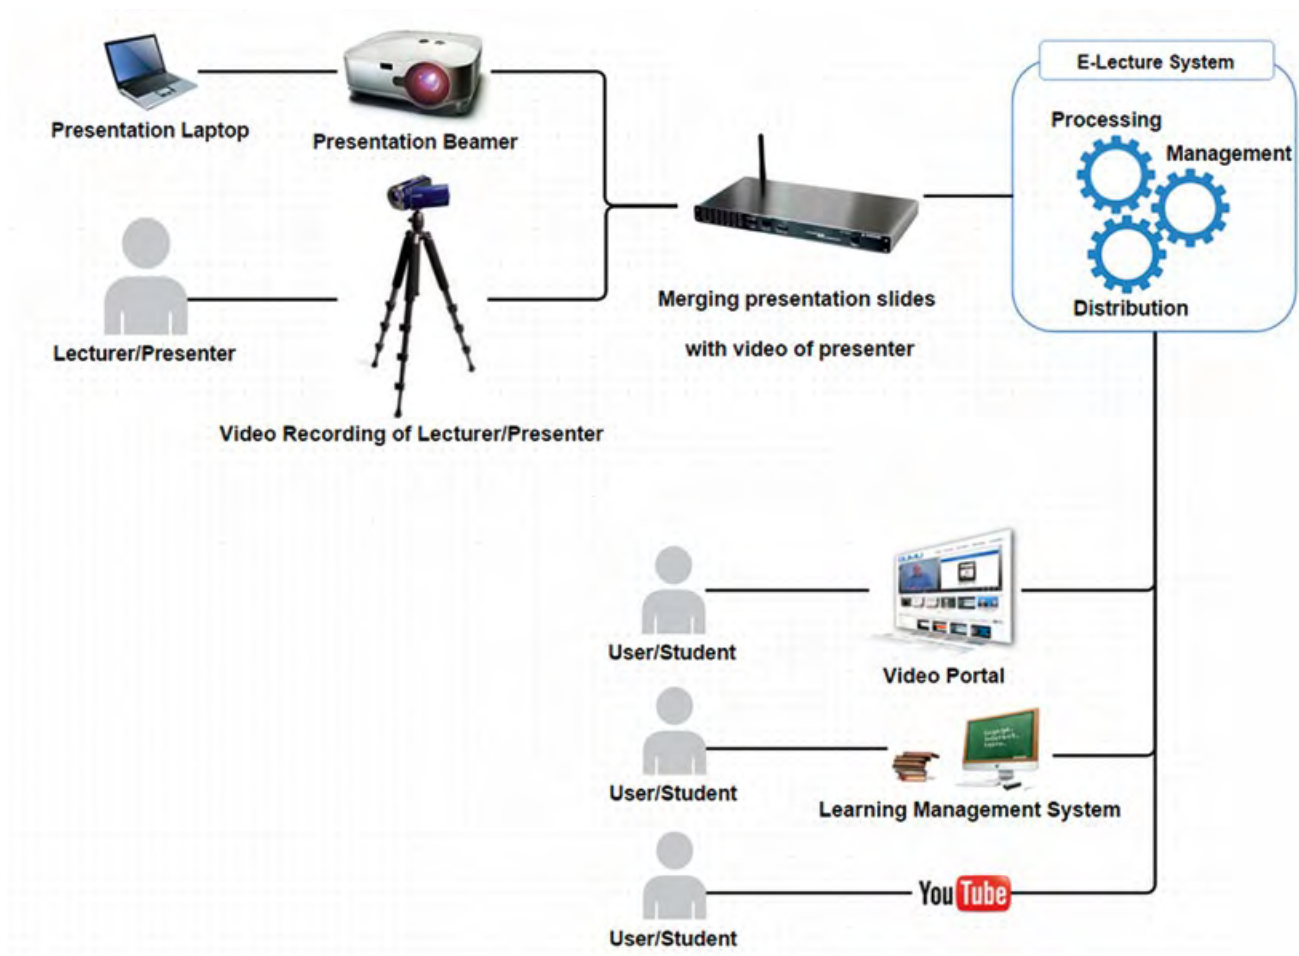 E-Lecture System
Processing
Management
Distribution
Presentation Laptop
Presentation Beamer
Lecturer/Presenter
Video Recording of Lecturer/Presenter
Merging presentation slides
with video of presenter
User/Student
Video Portal
User/Student
Learning Management System
User/Student
YouTube